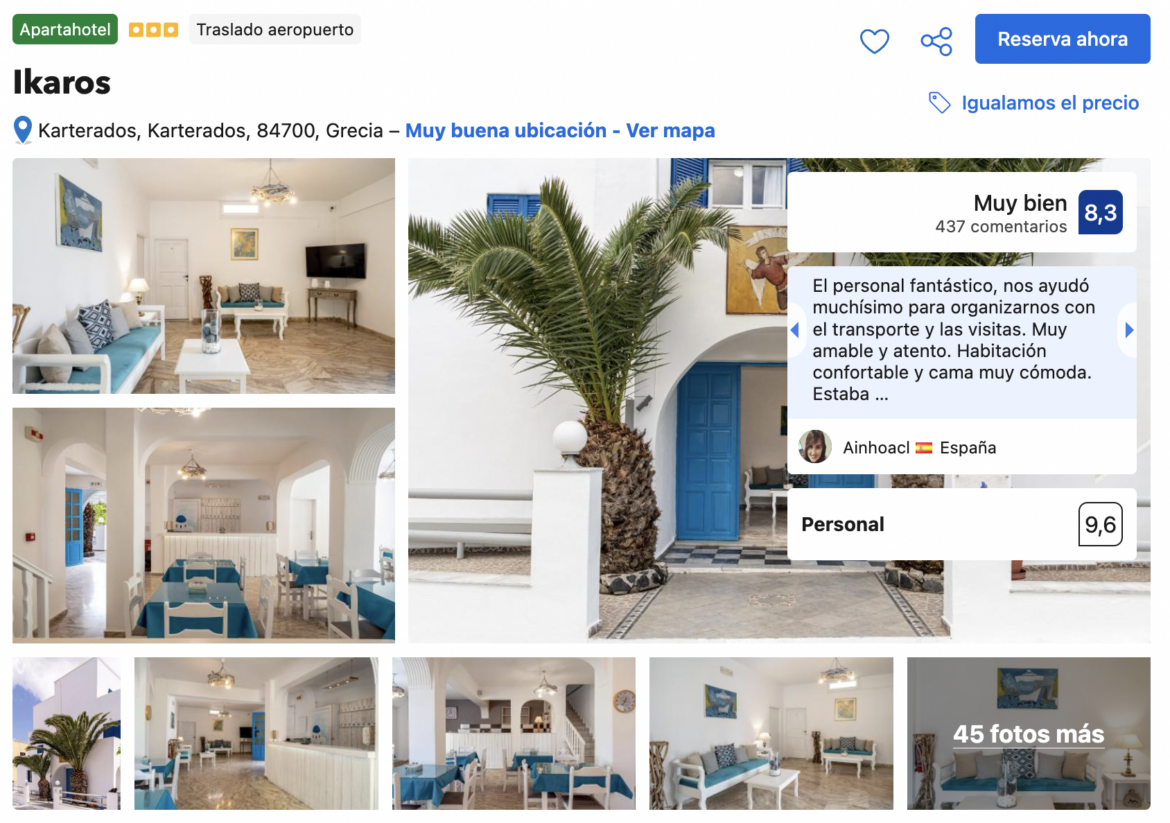 Apartahotel
Traslado aeropuerto
Reserva ahora
Ikaros
Igualamos el precio
Karterados, Karterados, 84700, Grecia – Muy buena ubicación - Ver mapa
Muy bien
437 comentarios
8,3
El personal fantástico, nos ayudó
muchísimo para organizarnos con
el transporte y las visitas. Muy
amable y atento. Habitación
confortable y cama muy cómoda.
Estaba ...
Ainhoacl España
Personal
9,6
45 fotos más